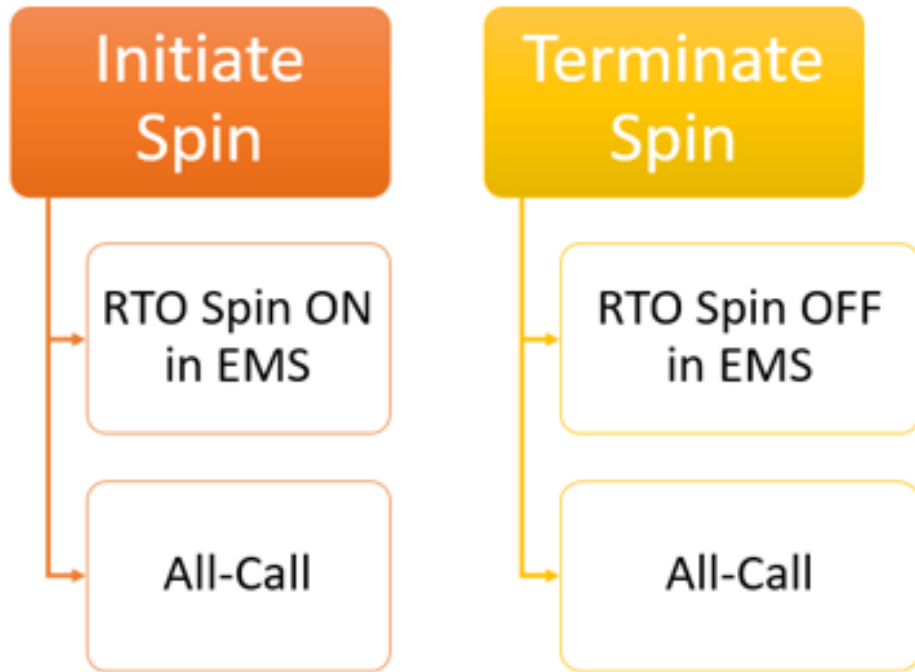 Initiate
Spin
RTO Spin ON
in EMS
All-Call
Terminate
Spin
RTO Spin OFF
in EMS
All-Call